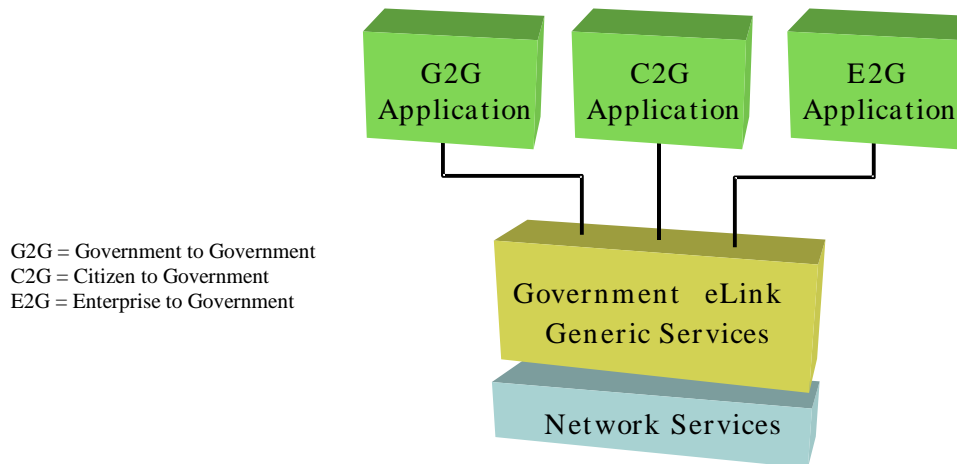 G2G
Application
C2G
Application
E2G
Application
G2G = Government to Government
C2G = Citizen to Government
E2G = Enterprise to Government
Government eLink
Generic Services
Network Services